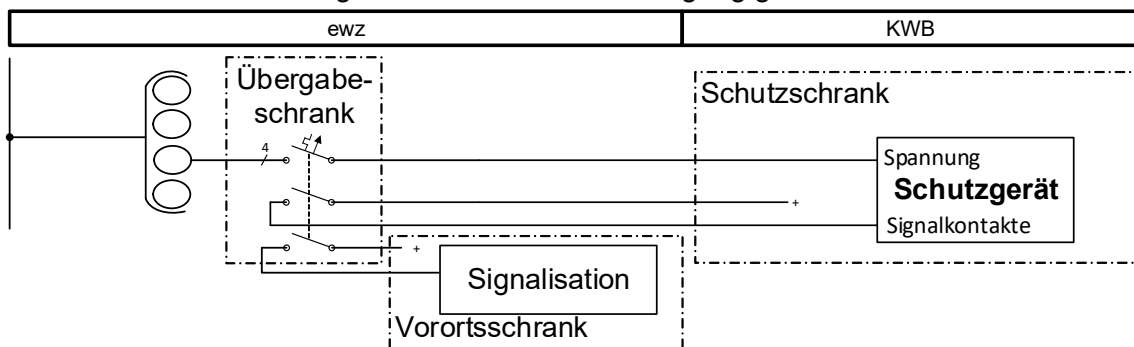 ewz
KWB
Übergabe-
schrank
Schutzschrank
4
Spannung
Schutzgerät
+
Signalkontakte
+
Signalisation
Vorortsschrank